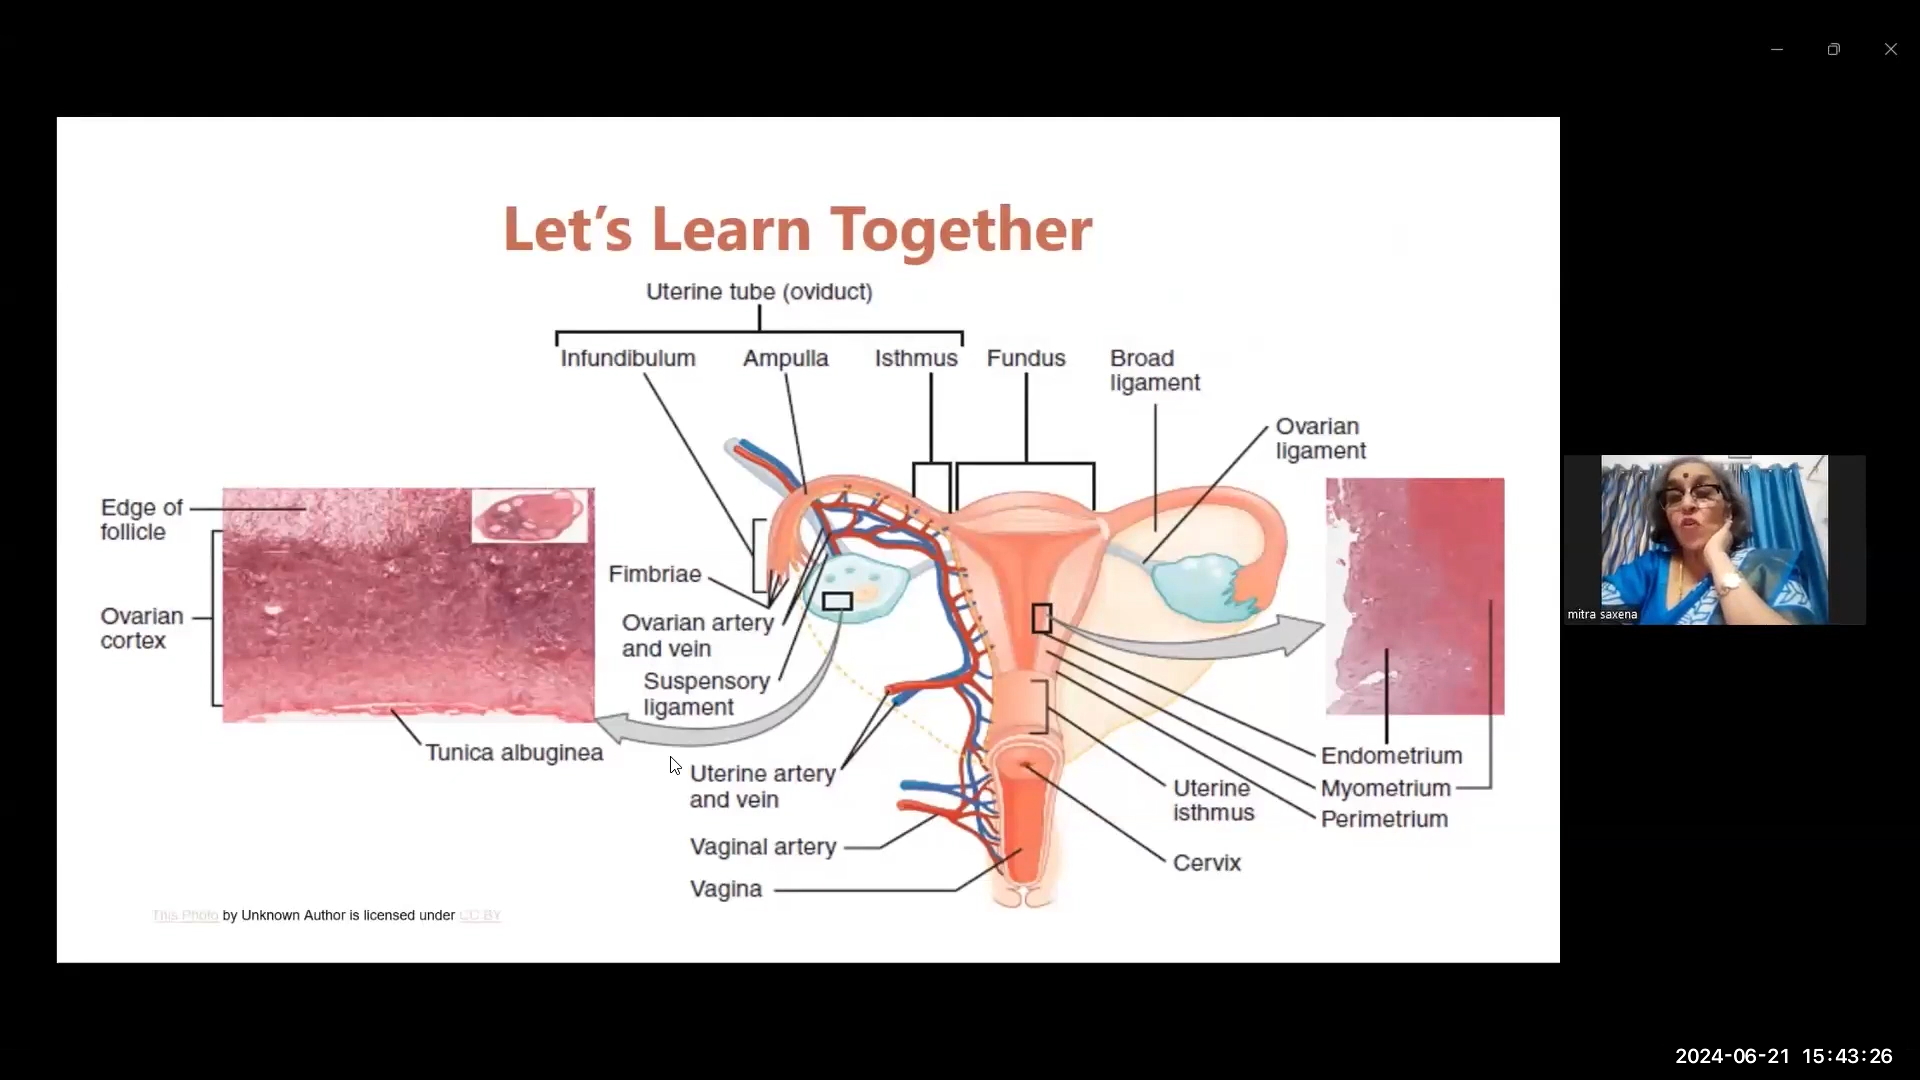 Let’s Learn Together
Uterine tube (oviduct)
Infundibulum
Ampulla
Isthmus
Fundus
Broad
ligament
Ovarian
ligament
Edge of
follicle
Ovarian
cortex
Tunica albuginea
Fimbriae
Ovarian artery
and vein
Suspensory
ligament
Uterine artery
and vein
Vaginal artery
Vagina
Endometrium
Myometrium
Perimetrium
Uterine
isthmus
Cervix
This Photo by Unknown Author is licensed under CC BY
mitra saxena
2024-06-21 15:43:26